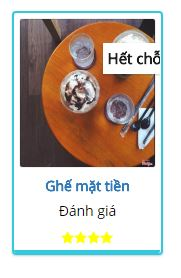 Hết chỗ
Ghế mặt tiền
Đánh giá